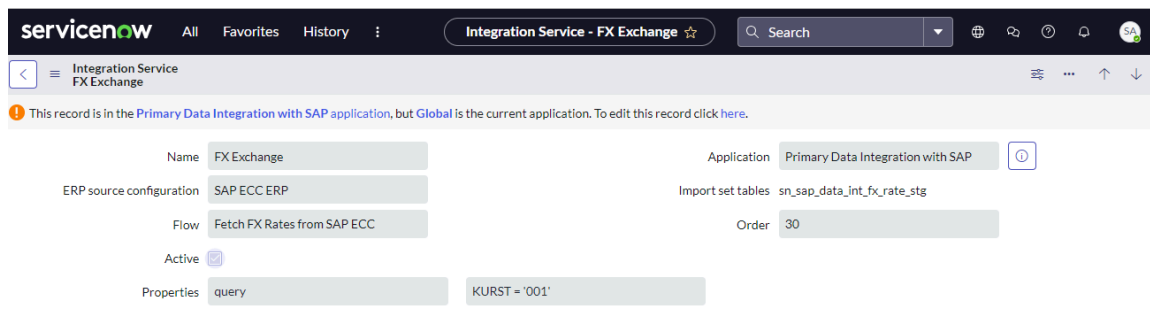 servicenow All Favorites History Integration Service - FX Exchange Search SA
Integration Service
FX Exchange
This record is in the Primary Data Integration with SAP application, but Global is the current application. To edit this record click here.
Name FX Exchange Application Primary Data Integration with SAP
ERP source configuration SAP ECC ERP Import set tables sn_sap_data_int_fx_rate_stg
Flow Fetch FX Rates from SAP ECC Order 30
Active
Properties query KURST = '001'